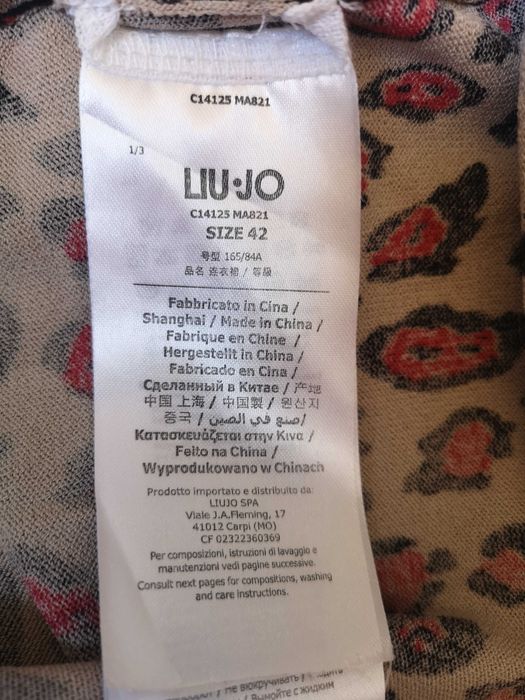 C14125 MA821
1/3
LIU·JO
C14125 MA821
SIZE 42
号型 165/84A
品名 连衣裙 / 等级
Fabbricato in Cina /
Shanghai / Made in China /
Fabrique en Chine /
Hergestellt in China /
Fabricado en Cina /
Сделанный в Китае / 产地
中国 上海 / 中国製 / 원산지
중국 / صنع في الصين/
Κατασκευάζεται στην Κινα /
Feito na China /
Wyprodukowano w Chinach
Prodotto importato e distribuito da:
LIUJO SPA
Viale J.A.Fleming, 17
41012 Carpi (MO)
CF 02322360369
Per composizioni, istruzioni di lavaggio e
manutenzioni vedi pagine successive.
Consult next pages for compositions, washing
and care instructions.
/ не выкручивать /
/ Вымойте с жидким